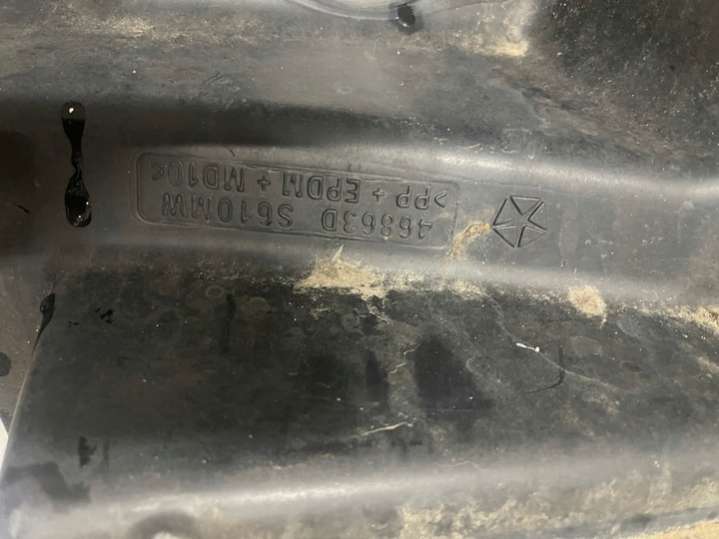 46863D S610MW
>PP + EPDM + MD10<